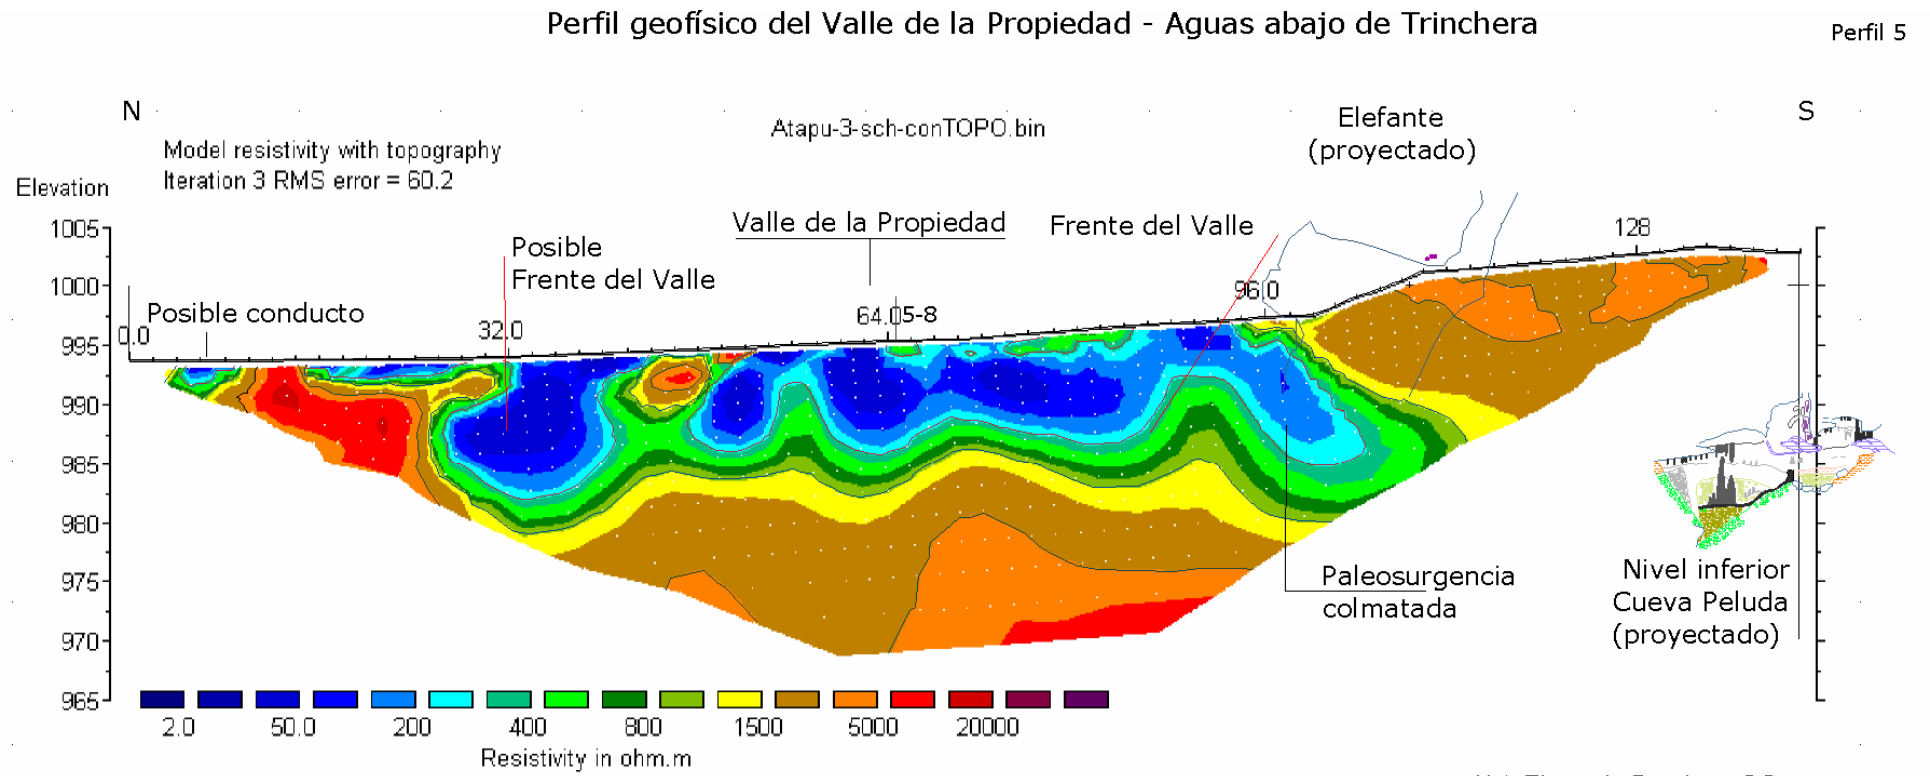 Perfil geofísico del Valle de la Propiedad - Aguas abajo de Trinchera
Perfil 5
N
S
Atapu-3-sch-conTOPO.bin
Elefante
(proyectado)
Model resistivity with topography
Iteration 3 RMS error = 60.2
Elevation
Valle de la Propiedad
Frente del Valle
Posible
Frente del Valle
Posible conducto
0.0
32.0
64.0
5-8
96.0
128
1005
1000
995
990
985
980
975
970
965
Paleosurgencia
colmatada
Nivel inferior
Cueva Peluda
(proyectado)
2.0
50.0
200
400
800
1500
5000
20000
Resistivity in ohm.m